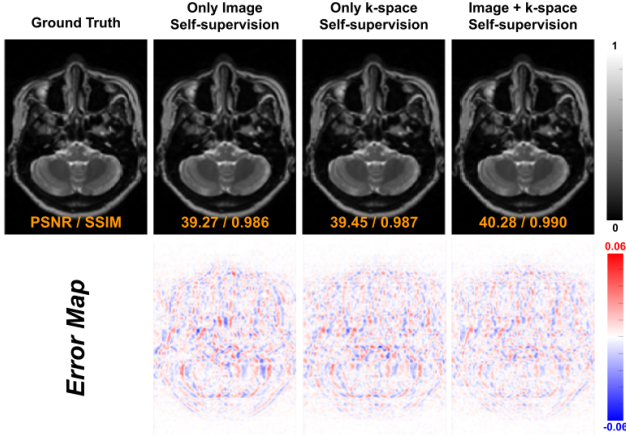 Ground Truth
Only Image
Self-supervision
Only k-space
Self-supervision
Image + k-space
Self-supervision
1
PSNR / SSIM
39.27 / 0.986
39.45 / 0.987
40.28 / 0.990
0
0.06
Error Map
-0.06